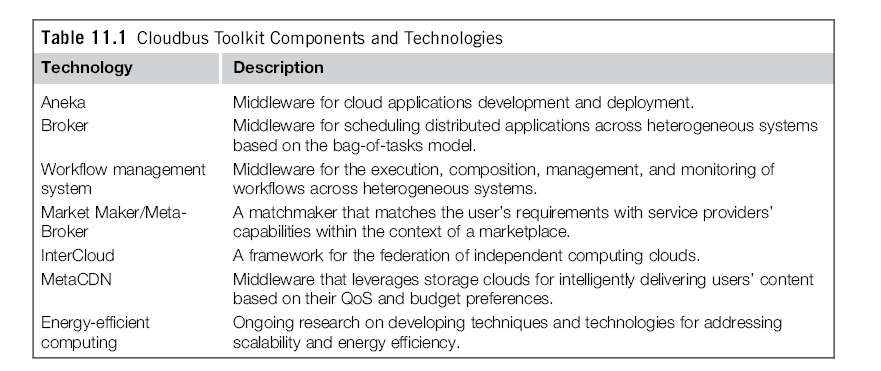 Table 11.1 Cloudbus Toolkit Components and Technologies
Technology Description
Aneka Middleware for cloud applications development and deployment.
Broker Middleware for scheduling distributed applications across heterogeneous systems
based on the bag-of-tasks model.
Workflow management Middleware for the execution, composition, management, and monitoring of
system workflows across heterogeneous systems.
Market Maker/Meta- A matchmaker that matches the user's requirements with service providers'
Broker capabilities within the context of a marketplace.
InterCloud A framework for the federation of independent computing clouds.
MetaCDN Middleware that leverages storage clouds for intelligently delivering users' content
based on their QoS and budget preferences.
Energy-efficient Ongoing research on developing techniques and technologies for addressing
computing scalability and energy efficiency.